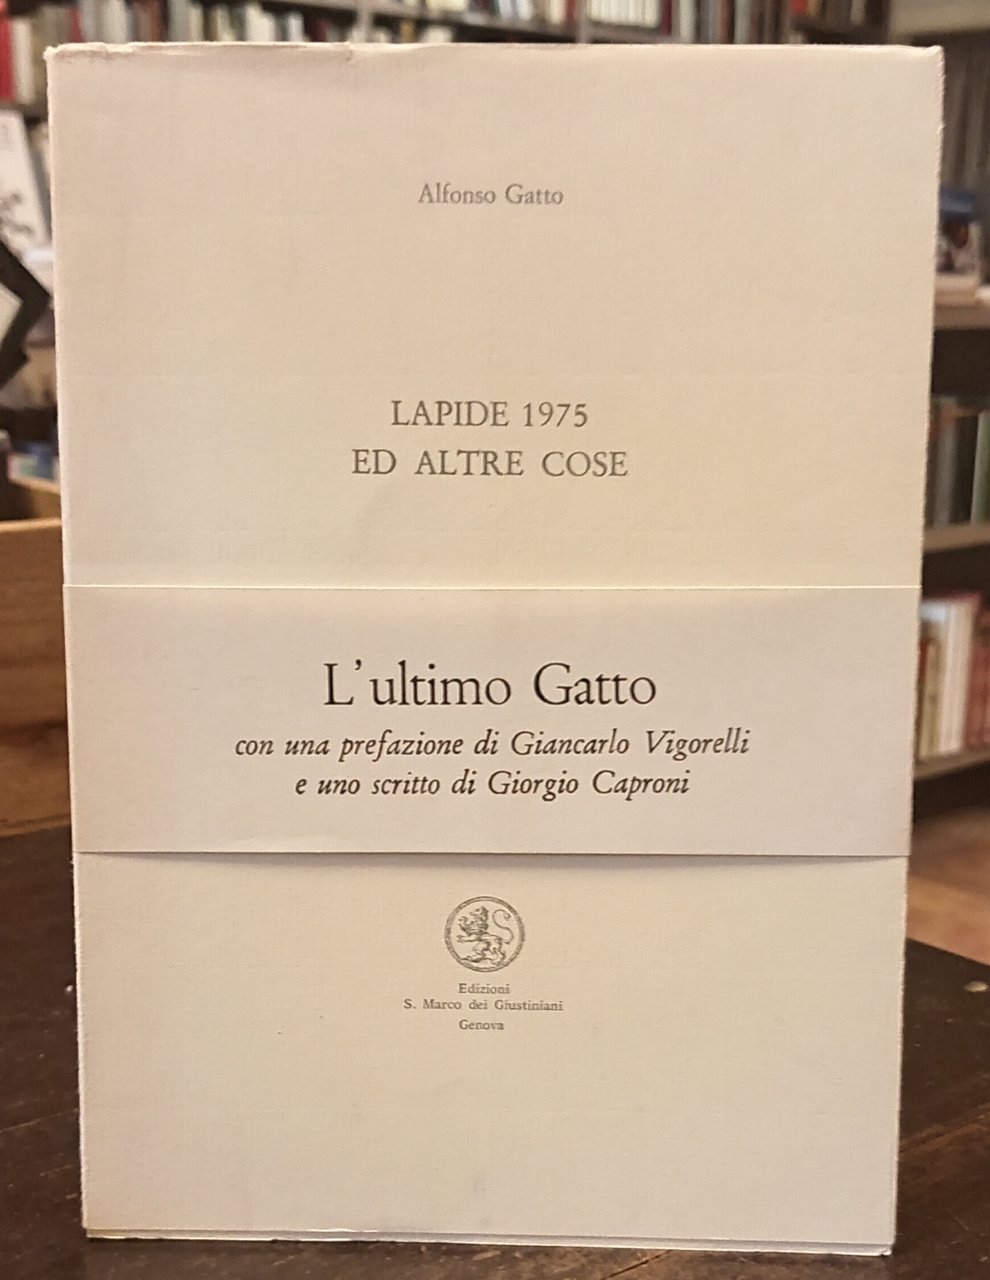 Alfonso Gatto
LAPIDE 1975
ED ALTRE COSE
L'ultimo Gatto
con una prefazione di Giancarlo Vigorelli
e uno scritto di Giorgio Caproni
Edizioni
S. Marco dei Giustiniani
Genova